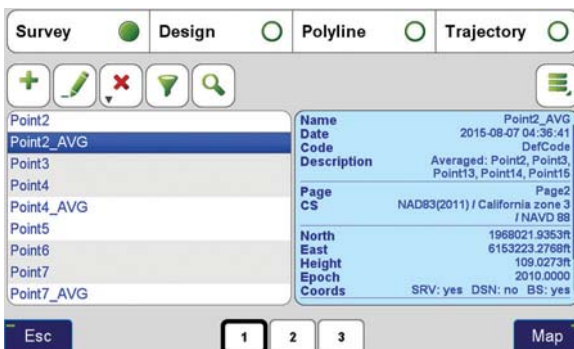 Survey Design Polyline Trajectory
Point2
Point2_AVG
Point3
Point4
Point4_AVG
Point5
Point6
Point7
Point7_AVG
Name Point2_AVG
Date 2015-08-07 04:36:41
Code DefCode
Description Averaged: Point2, Point3,
Point13, Point14, Point15
Page Page2
CS NAD83(2011) / California zone 3
/ NAVD 88
North 1968021.9353ft
East 6153223.2768ft
Height 109.0273ft
Epoch 2010.0000
Coords SRV: yes DSN: no BS: yes
Esc 1 2 3 Map